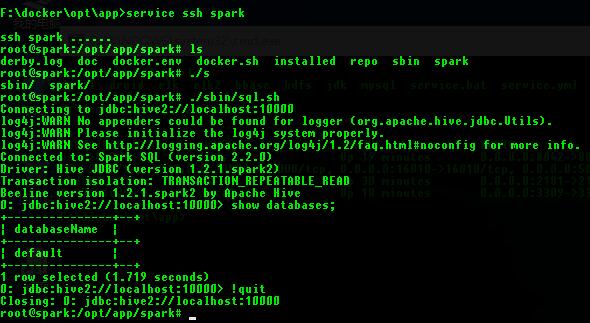 F:\docker\opt\app>service ssh spark
ssh spark ......
root@spark:/opt/app/spark# ls
derby.log  doc  docker.env  docker.sh  installed  repo  sbin  spark
root@spark:/opt/app/spark# ./s
sbin/  spark/
root@spark:/opt/app/spark# ./sbin/sql.sh
Connecting to jdbc:hive2://localhost:10000
log4j:WARN No appenders could be found for logger (org.apache.hive.jdbc.Utils).
log4j:WARN Please initialize the log4j system properly.
log4j:WARN See http://logging.apache.org/log4j/1.2/faq.html#noconfig for more info.
Connected to: Spark SQL (version 2.2.0)
Driver: Hive JDBC (version 1.2.1.spark2)
Transaction isolation: TRANSACTION_REPEATABLE_READ
Beeline version 1.2.1.spark2 by Apache Hive
0: jdbc:hive2://localhost:10000> show databases;
+---------------+--+
| databaseName  |
+---------------+--+
| default       |
+---------------+--+
1 row selected (1.719 seconds)
0: jdbc:hive2://localhost:10000> !quit
Closing: 0: jdbc:hive2://localhost:10000
root@spark:/opt/app/spark# _